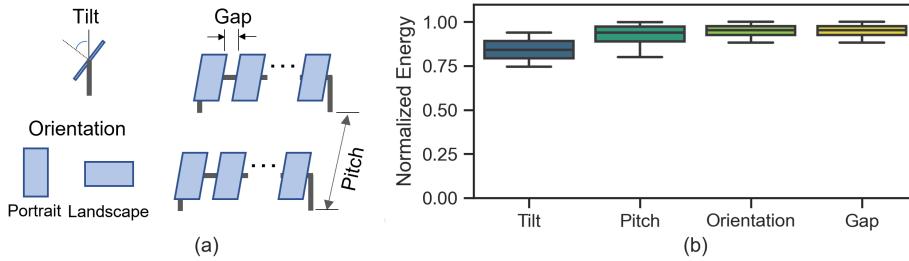 Tilt
Gap
...
Orientation
Portrait
Landscape
...
Pitch
(a)
Normalized Energy
1.00
0.75
0.50
0.25
0.00
Tilt
Pitch
Orientation
Gap
(b)